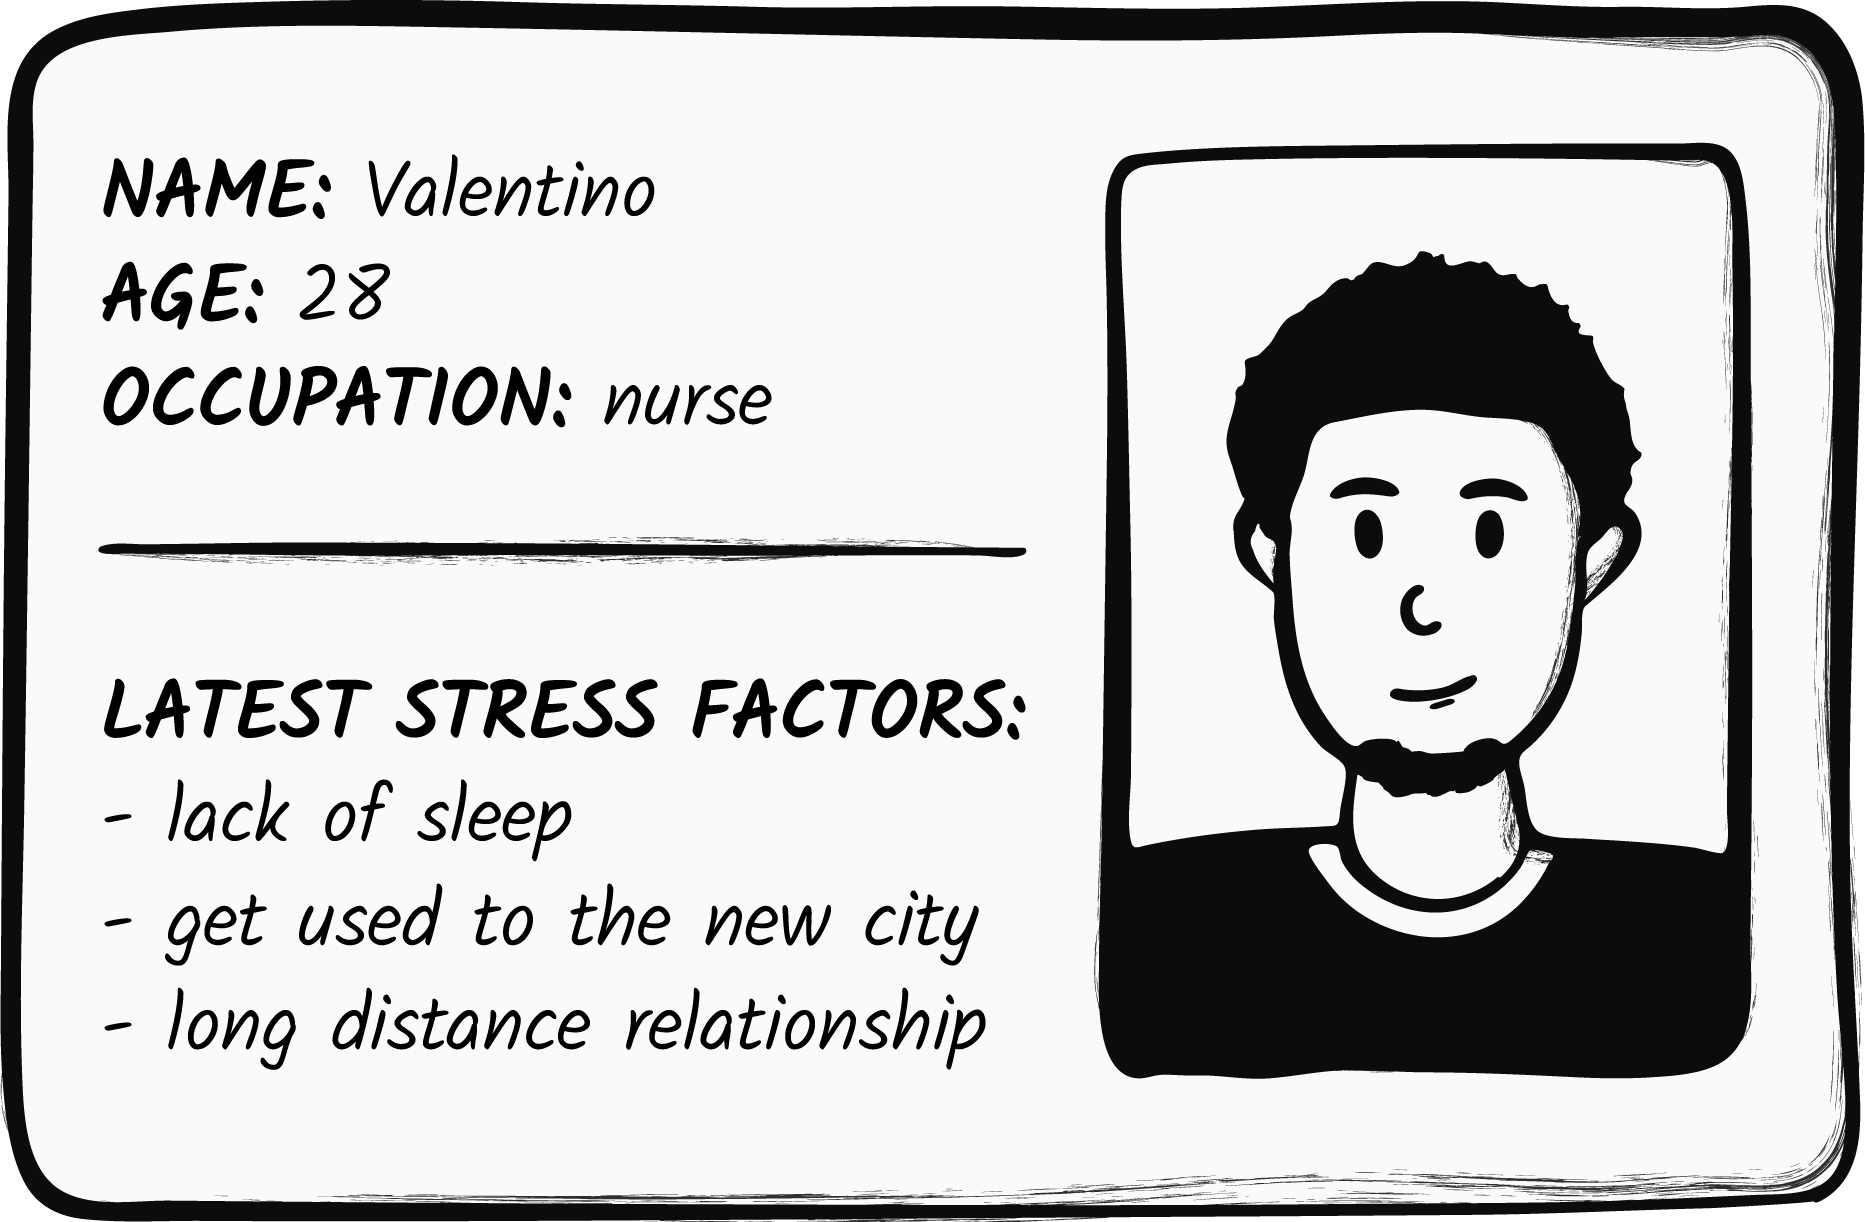 NAME: Valentino
AGE: 28
OCCUPATION: nurse
LATEST STRESS FACTORS:
- lack of sleep
- get used to the new city
- long distance relationship